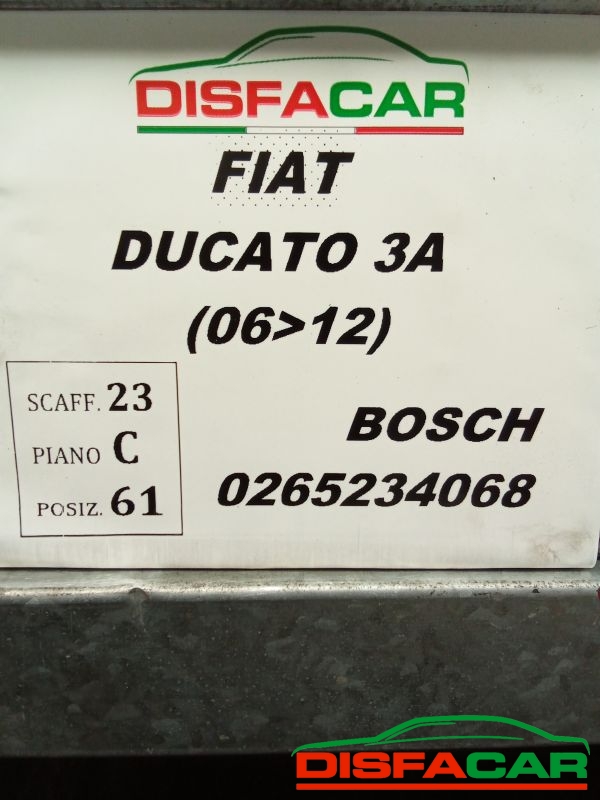 DISFACAR
FIAT
DUCATO 3A
(06>12)
SCAFF. 23
PIANO C
POSIZ. 61
BOSCH
0265234068
DISFACAR